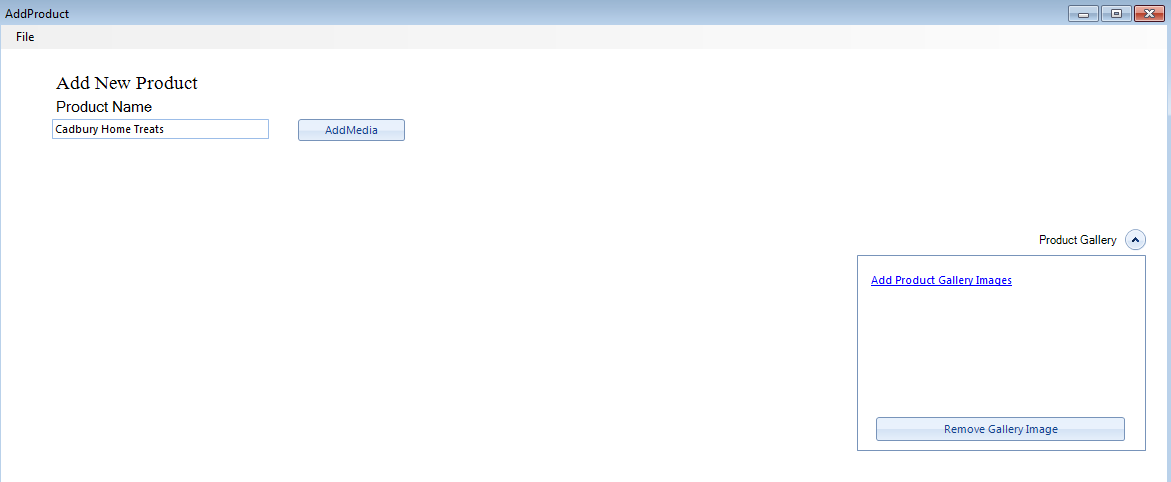 AddProduct
File
Add New Product
Product Name
Cadbury Home Treats
AddMedia
Product Gallery
Add Product Gallery Images
Remove Gallery Image